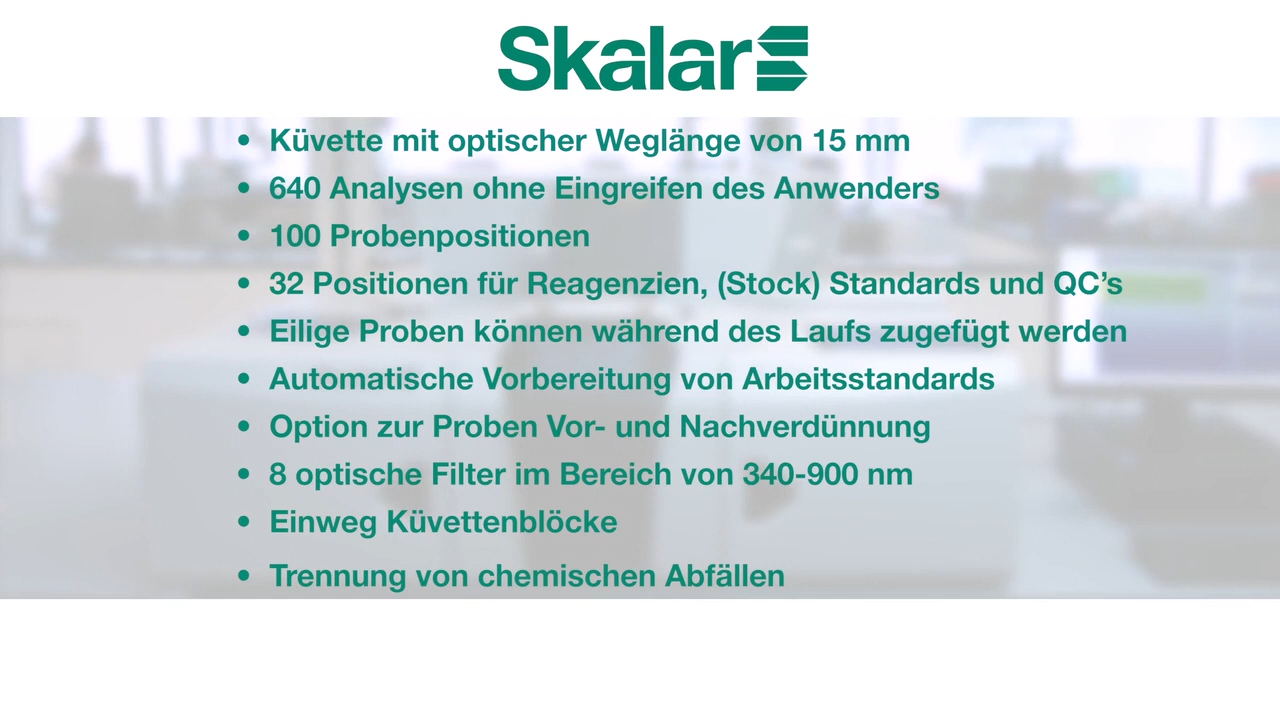 Skalar
• Küvette mit optischer Weglänge von 15 mm
• 640 Analysen ohne Eingreifen des Anwenders
• 100 Probenpositionen
• 32 Positionen für Reagenzien, (Stock) Standards und QC’s
• Eilige Proben können während des Laufs zugefügt werden
• Automatische Vorbereitung von Arbeitsstandards
• Option zur Proben Vor- und Nachverdünnung
• 8 optische Filter im Bereich von 340-900 nm
• Einweg Küvettenblöcke
• Trennung von chemischen Abfällen